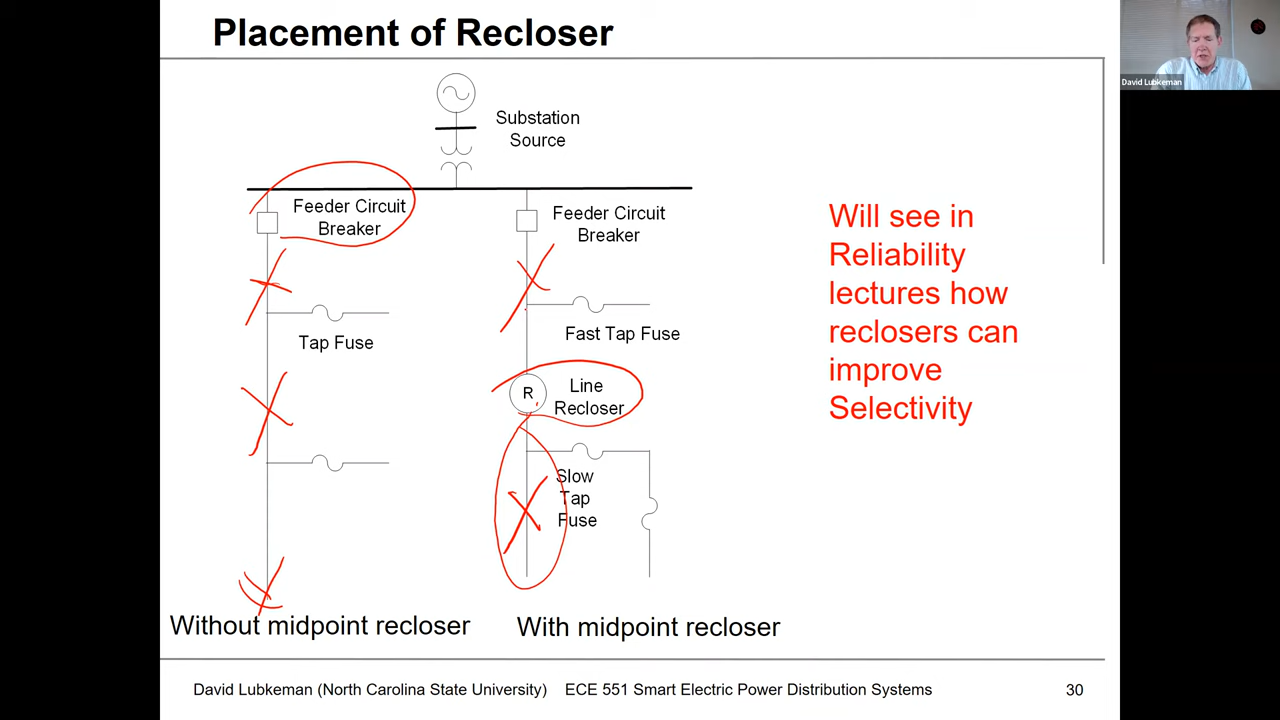 Placement of Recloser
David Lubkeman
Substation
Source
Feeder Circuit
Breaker
Feeder Circuit
Breaker
Tap Fuse
Fast Tap Fuse
R
Line
Recloser
Slow
Tap
Fuse
Will see in
Reliability
lectures how
reclosers can
improve
Selectivity
Without midpoint recloser
With midpoint recloser
David Lubkeman (North Carolina State University)
ECE 551 Smart Electric Power Distribution Systems
30